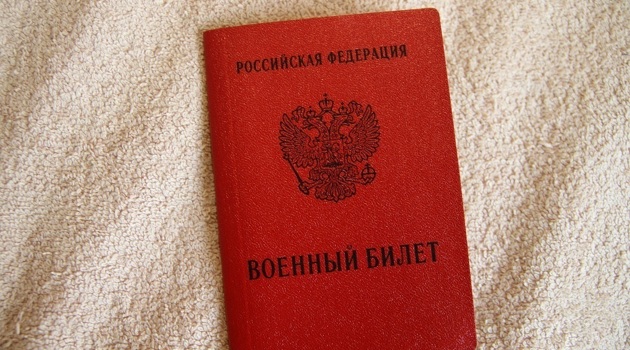 РОССИЙСКАЯ ФЕДЕРАЦИЯ
ВОЕННЫЙ БИЛЕТ